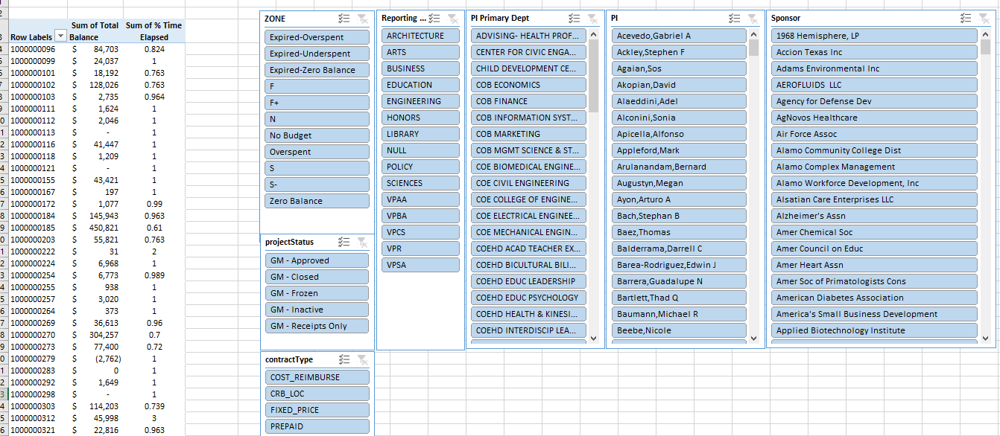 Sum of Total Sum of % Time
Row Labels Balance Elapsed
1000000096 $ 84,703 0.824
1000000099 $ 24,037 1
1000000101 $ 18,192 0.763
1000000102 $ 128,026 0.763
1000000103 $ 2,735 0.964
1000000111 $ 1,624 1
1000000112 $ 2,046 1
1000000113 $ - 1
1000000116 $ 41,447 1
1000000118 $ 1,209 1
1000000121 $ - 1
1000000155 $ 43,421 1
1000000167 $ 197 1
1000000172 $ 1,077 0.99
1000000184 $ 145,943 0.963
1000000185 $ 450,821 0.61
1000000203 $ 55,821 0.763
1000000222 $ 31 2
1000000224 $ 6,968 1
1000000254 $ 6,773 0.989
1000000255 $ 938 1
1000000257 $ 3,020 1
1000000264 $ 373 1
1000000269 $ 36,613 0.96
1000000270 $ 304,257 0.7
1000000273 $ 77,400 0.72
1000000279 $ (2,762) 1
1000000283 $ 0 1
1000000292 $ 1,649 1
1000000298 $ - 1
1000000303 $ 114,203 0.739
1000000312 $ 45,998 3
1000000321 $ 22,816 0.963
ZONE
Expired-Overspent
Expired-Underspent
Expired-Zero Balance
F
F+
N
No Budget
Overspent
S
S-
Zero Balance
projectStatus
GM - Approved
GM - Closed
GM - Frozen
GM - Inactive
GM - Receipts Only
contractType
COST_REIMBURSE
CRB_LOC
FIXED_PRICE
PREPAID
Reporting ...
ARCHITECTURE
ARTS
BUSINESS
EDUCATION
ENGINEERING
HONORS
LIBRARY
NULL
POLICY
SCIENCES
VPAA
VPBA
VPCS
VPR
VPSA
PI Primary Dept
ADVISING- HEALTH PROF...
CENTER FOR CIVIC ENGA...
CHILD DEVELOPMENT CE...
COB ECONOMICS
COB FINANCE
COB INFORMATION SYST...
COB MARKETING
COB MGMT SCIENCE & ST...
COE BIOMEDICAL ENGINE...
COE CIVIL ENGINEERING
COE COLLEGE OF ENGINE...
COE ELECTRICAL ENGINEE...
COE MECHANICAL ENGIN...
COEHD ACAD TEACHER EX...
COEHD BICULTURAL BILI...
COEHD EDUC LEADERSHIP
COEHD EDUC PSYCHOLOGY
COEHD HEALTH & KINESI...
COEHD INTERDISCIP LEA...
PI
Acevedo,Gabriel A
Ackley,Stephen F
Agaian,Sos
Akopian,David
Alaeddini,Adel
Alconini,Sonia
Apicella,Alfonso
Appleford,Mark
Arulanandam,Bernard
Augustyn,Megan
Ayon,Arturo A
Bach,Stephan B
Baez,Thomas
Balderrama,Darrell C
Barea-Rodriguez,Edwin J
Barrera,Guadalupe N
Bartlett,Thad Q
Baumann,Michael R
Beebe,Nicole
Sponsor
1968 Hemisphere, LP
Accion Texas Inc
Adams Environmental Inc
AEROFLUIDS LLC
Agency for Defense Dev
AgNovos Healthcare
Air Force Assoc
Alamo Community College Dist
Alamo Complex Management
Alamo Workforce Development, Inc
Alsatian Care Enterprises LLC
Alzheimer's Assn
Amer Chemical Soc
Amer Council on Educ
Amer Heart Assn
Amer Soc of Primatologists Cons
American Diabetes Association
America's Small Business Development
Applied Biotechnology Institute